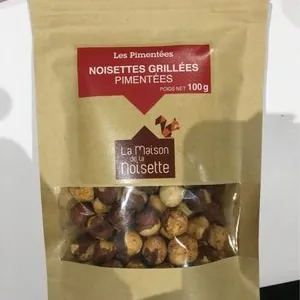 Les Pimentées
NOISETTES GRILLÉES
PIMENTÉES
POIDS NET 100g
La Maison
de la
Noisette